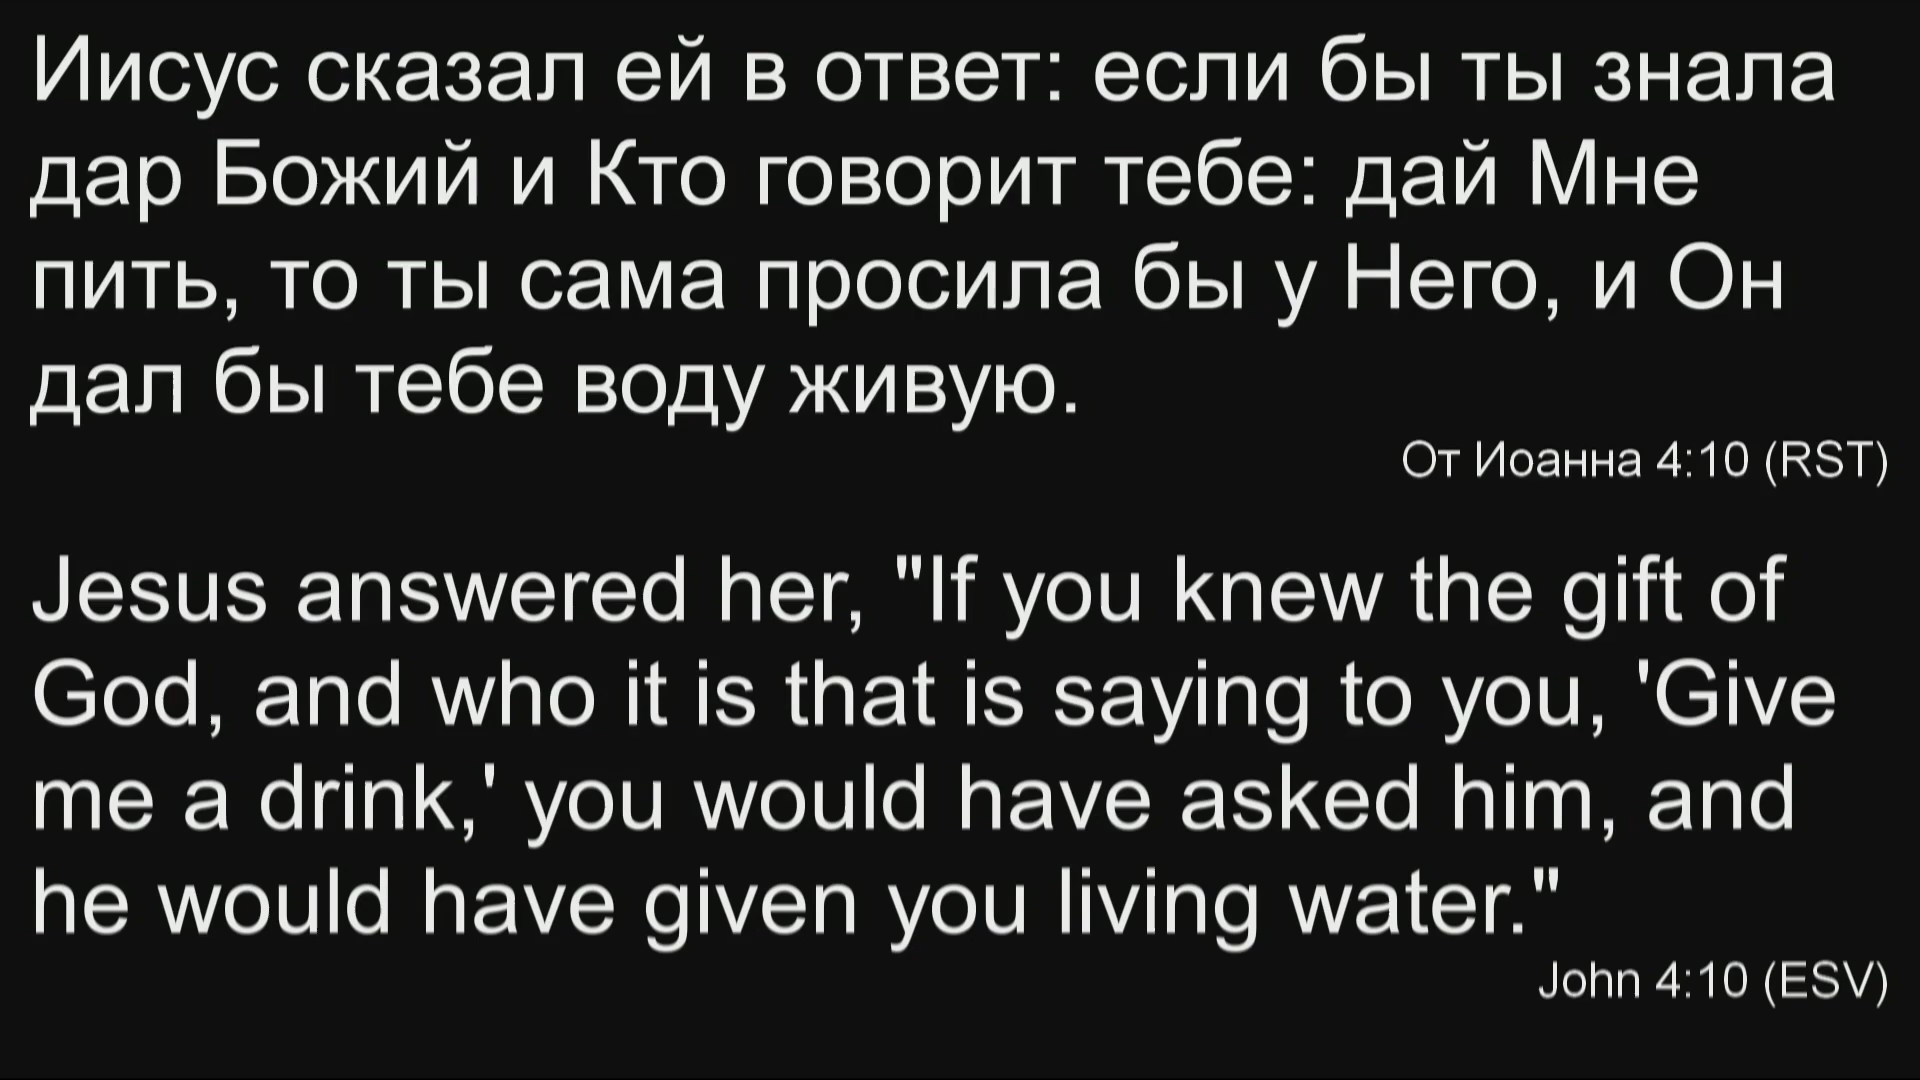 Иисус сказал ей в ответ: если бы ты знала
дар Божий и Кто говорит тебе: дай Мне
пить, то ты сама просила бы у Него, и Он
дал бы тебе воду живую.
От Иоанна 4:10 (RST)
Jesus answered her, "If you knew the gift of
God, and who it is that is saying to you, 'Give
me a drink,' you would have asked him, and
he would have given you living water."
John 4:10 (ESV)